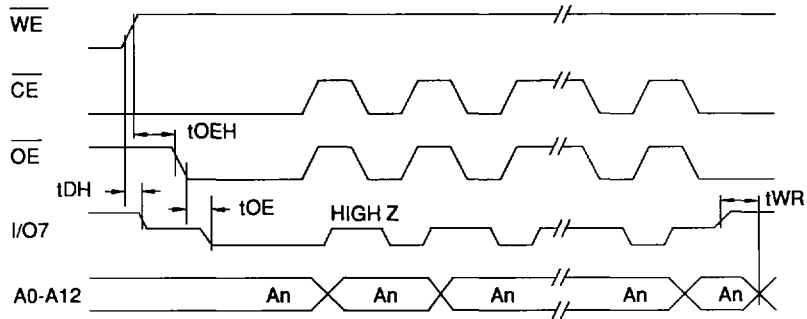 WE
CE
tOEH
OE
tDH
tOE
HIGH Z
tWR
I/O7
A0-A12 An An An An An